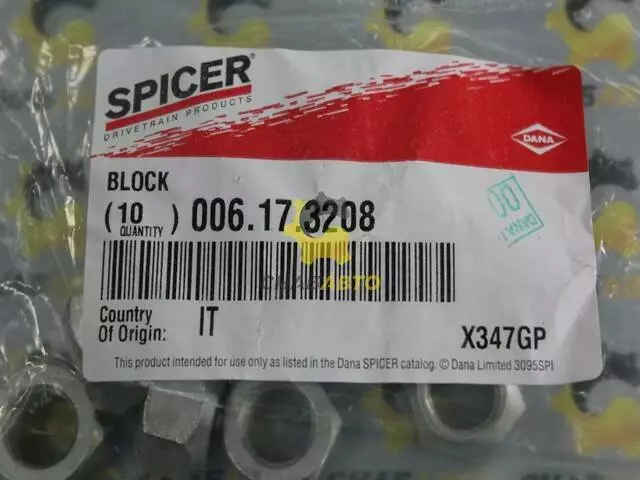 SPICER®
DRIVETRAIN PRODUCTS
DANA
BLOCK
(10) 006.17.3208
QUANTITY
СНАБАВТО
Country
Of Origin: IT
X347GP
This product intended for use only as listed in the Dana SPICER catalog. © Dana Limited 3095SPI